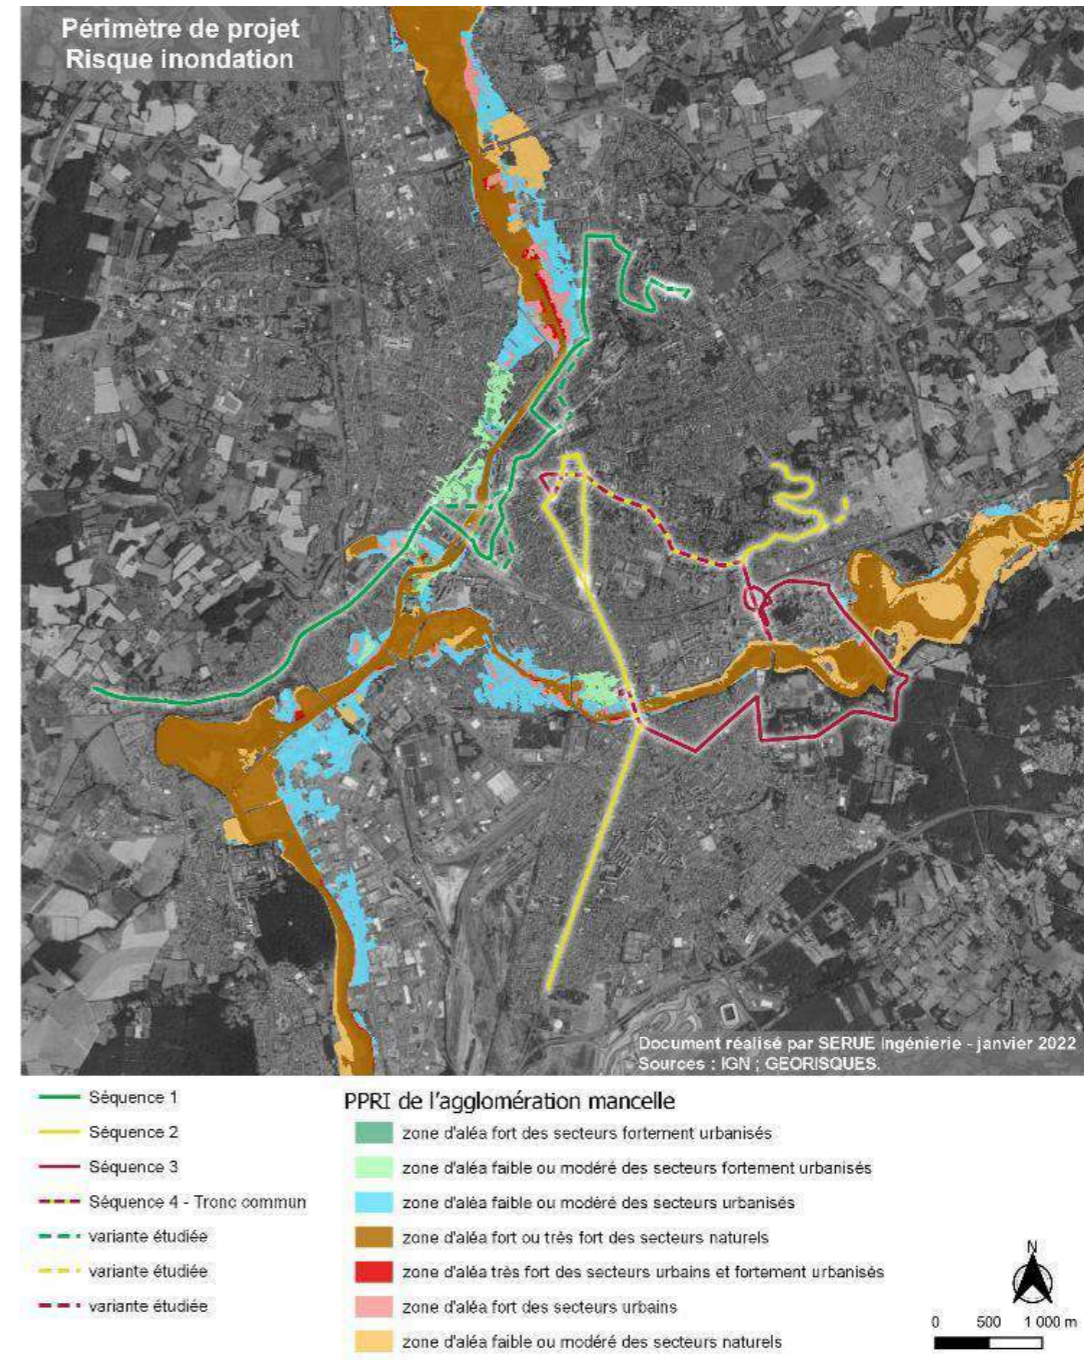 Périmètre de projet
Risque inondation
Document réalisé par SERUE Ingénierie - janvier 2022
Sources : IGN ; GEORISQUES.
Séquence 1
Séquence 2
Séquence 3
Séquence 4 - Tronc commun
variante étudiée
variante étudiée
variante étudiée
PPRI de l'agglomération mancelle
zone d'aléa fort des secteurs fortement urbanisés
zone d'aléa faible ou modéré des secteurs fortement urbanisés
zone d'aléa faible ou modéré des secteurs urbanisés
zone d'aléa fort ou très fort des secteurs naturels
zone d'aléa très fort des secteurs urbains et fortement urbanisés
zone d'aléa fort des secteurs urbains
zone d'aléa faible ou modéré des secteurs naturels
N
0 500 1 000 m